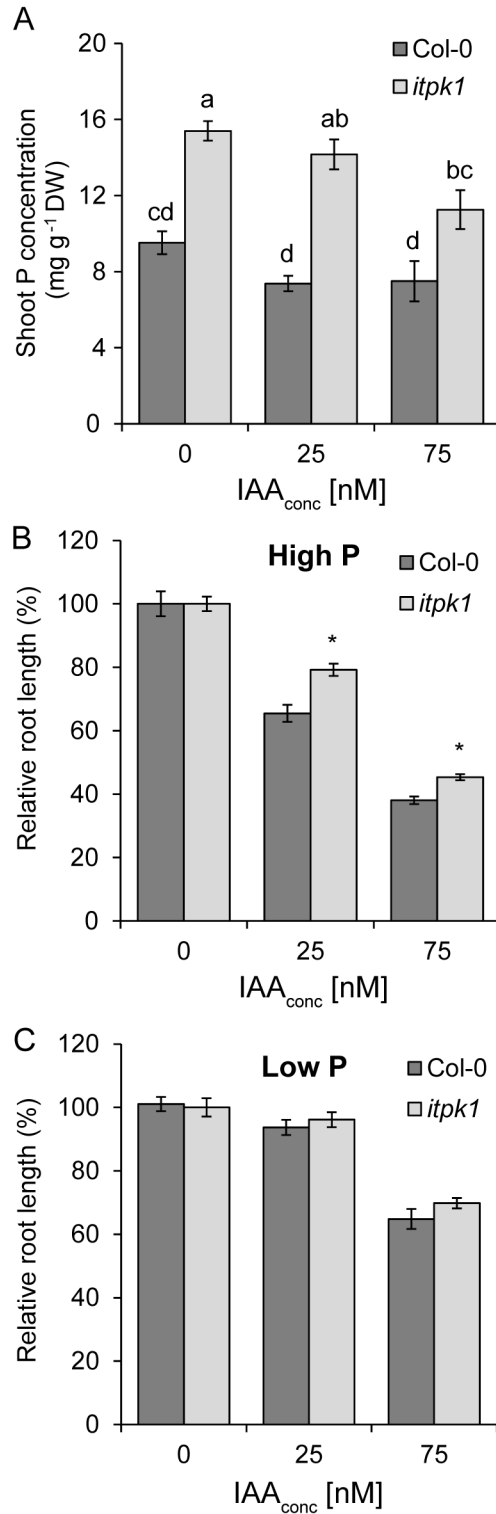 A
20
16
12
8
4
0
Shoot P concentration
(mg g⁻¹ DW)
Col-0
itpk1
cd
a
d
ab
d
bc
0 25 75
IAAconc [nM]
B
High P
120
100
80
60
40
20
0
Relative root length (%)
Col-0
itpk1
*
*
0 25 75
IAAconc [nM]
C
Low P
120
100
80
60
40
20
0
Relative root length (%)
Col-0
itpk1
0 25 75
IAAconc [nM]